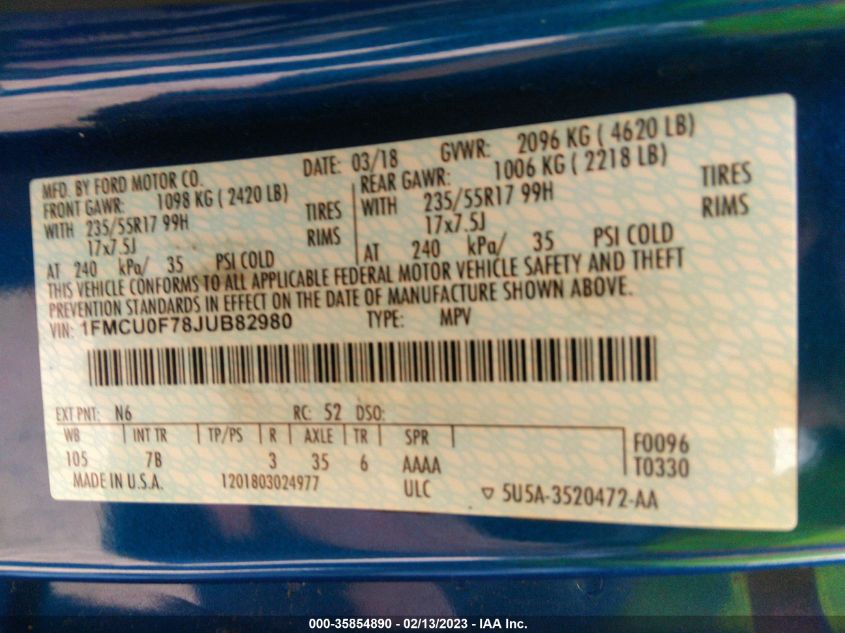 MFD. BY FORD MOTOR CO. DATE: 03/18 GVWR: 2096 KG ( 4620 LB)
FRONT GAWR: 1098 KG ( 2420 LB) REAR GAWR: 1006 KG ( 2218 LB)
WITH 235/55R17 99H TIRES WITH 235/55R17 99H TIRES
17x7.5J RIMS 17x7.5J RIMS
AT 240 kPa/ 35 PSI COLD AT 240 kPa/ 35 PSI COLD
THIS VEHICLE CONFORMS TO ALL APPLICABLE FEDERAL MOTOR VEHICLE SAFETY AND THEFT
PREVENTION STANDARDS IN EFFECT ON THE DATE OF MANUFACTURE SHOWN ABOVE.
VIN: 1FMCU0F78JUB82980 TYPE: MPV
EXT PNT: N6 RC: 52 DSO:
WB INT TR TP/PS R AXLE TR SPR F0096
105 7B 3 35 6 AAAA T0330
MADE IN U.S.A. 1201803024977 ULC ▽ 5U5A-3520472-AA
000-35854890 - 02/13/2023 - IAA Inc.